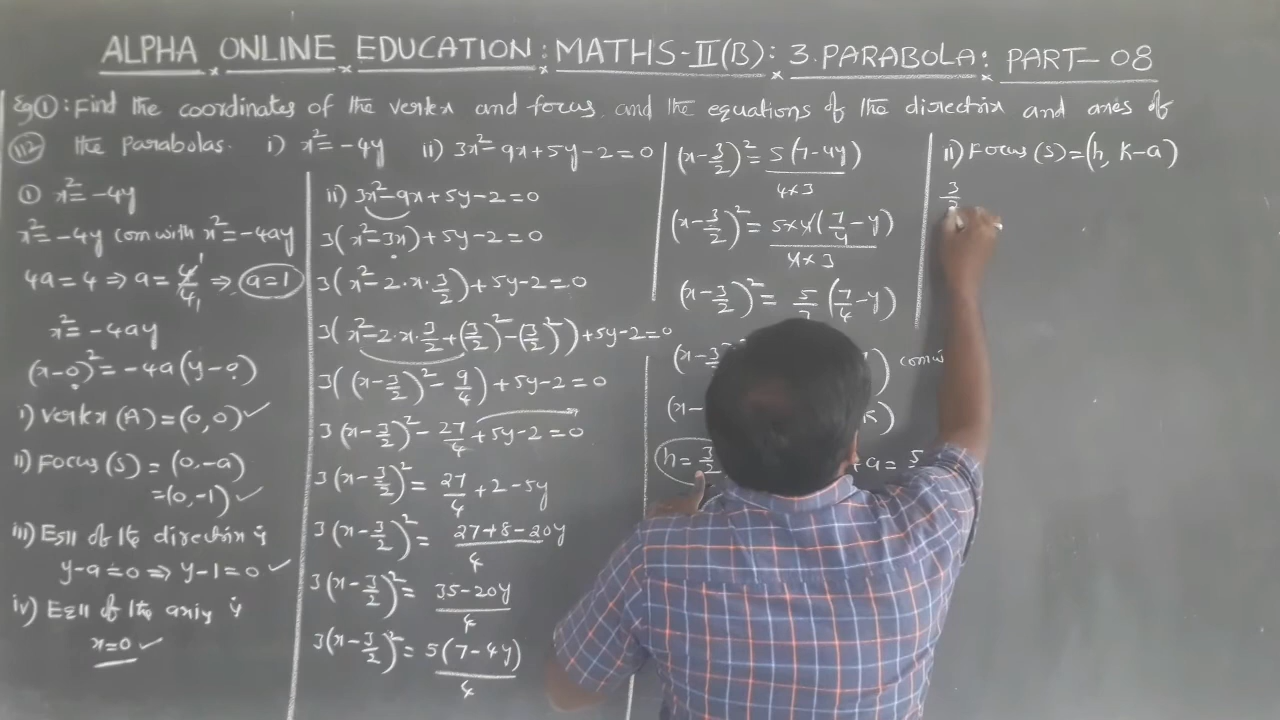 ALPHA ONLINE EDUCATION : MATHS-II(B): 3. PARABOLA: PART-08
Eg①: Find the coordinates of the vertex and focus, and the equations of the directrix and axes of
112 the parabolas. i) x² = -4y ii) 3x² - 9x + 5y - 2 = 0
① x² = -4y
x² = -4y com with x² = -4ay
4a = 4 ⇒ a = 4/4 ⇒ a = 1
x² = -4ay
(x-0)² = -4a(y-0)
i) Vertex (A) = (0,0) ✓
ii) Focus (S) = (0,-a)
= (0,-1) ✓
iii) Eqn of the directrix is
y-a = 0 ⇒ y-1 = 0 ✓
iv) Eqn of the axis is
x = 0 ✓
ii) 3x² - 9x + 5y - 2 = 0
3(x² - 3x) + 5y - 2 = 0
3(x² - 2·x·3/2) + 5y - 2 = 0
3(x² - 2·x·3/2 + (3/2)² - (3/2)²) + 5y - 2 = 0
3((x - 3/2)² - 9/4) + 5y - 2 = 0
3(x - 3/2)² - 27/4 + 5y - 2 = 0
3(x - 3/2)² = 27/4 + 2 - 5y
3(x - 3/2)² = 27+8-20y/4
3(x - 3/2)² = 35-20y/4
3(x - 3/2)² = 5(7-4y)/4
(x - 3/2)² = 5(7-4y)/4×3
(x - 3/2)² = 5×4(7/4 - y)/4×3
(x - 3/2)² = 5/3 (7/4 - y)
(x - 3/2 ) com
(x - )
h = 3/2 a = 5
ii) Focus (S) = (h, k-a)
3